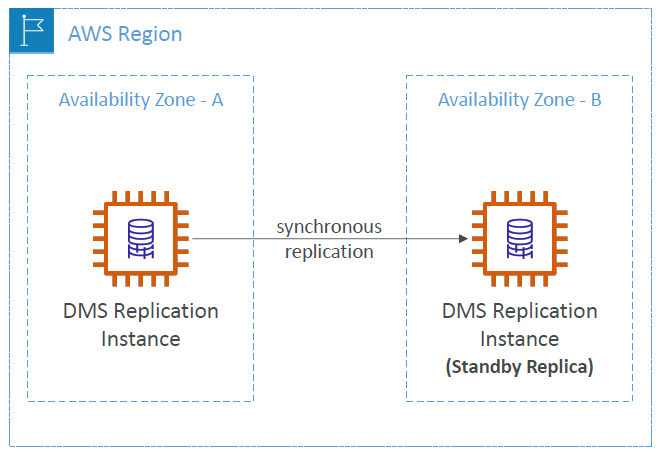 AWS Region
Availability Zone - A
Availability Zone - B
synchronous
replication
DMS Replication
Instance
DMS Replication
Instance
(Standby Replica)